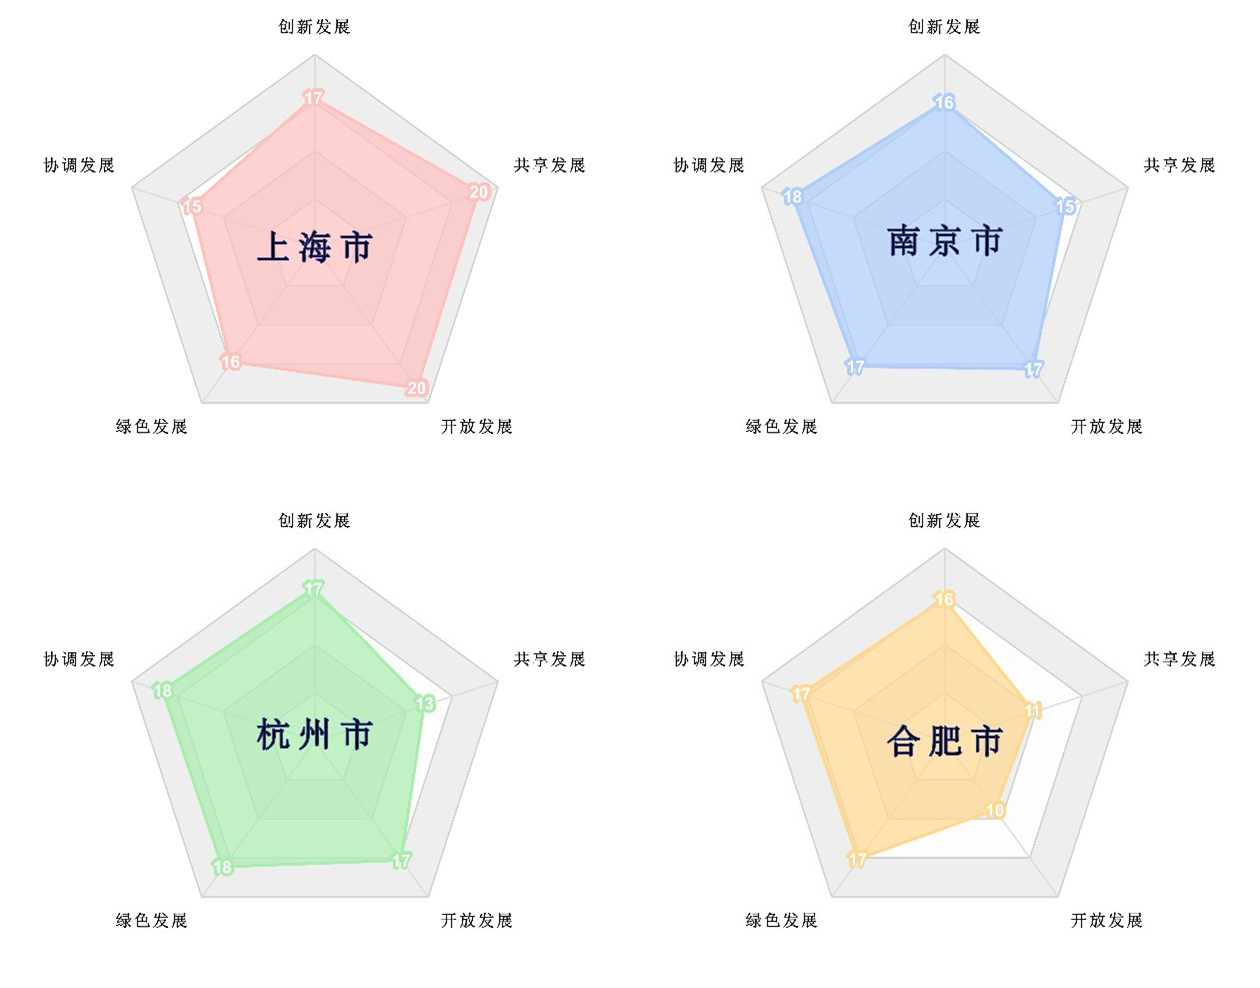 创新发展
17
协调发展
15
共享发展
20
上海市
16
20
绿色发展
开放发展
创新发展
16
协调发展
18
共享发展
15
南京市
17
17
绿色发展
开放发展
创新发展
17
协调发展
18
共享发展
13
杭州市
18
17
绿色发展
开放发展
创新发展
16
协调发展
17
共享发展
11
合肥市
17
10
绿色发展
开放发展